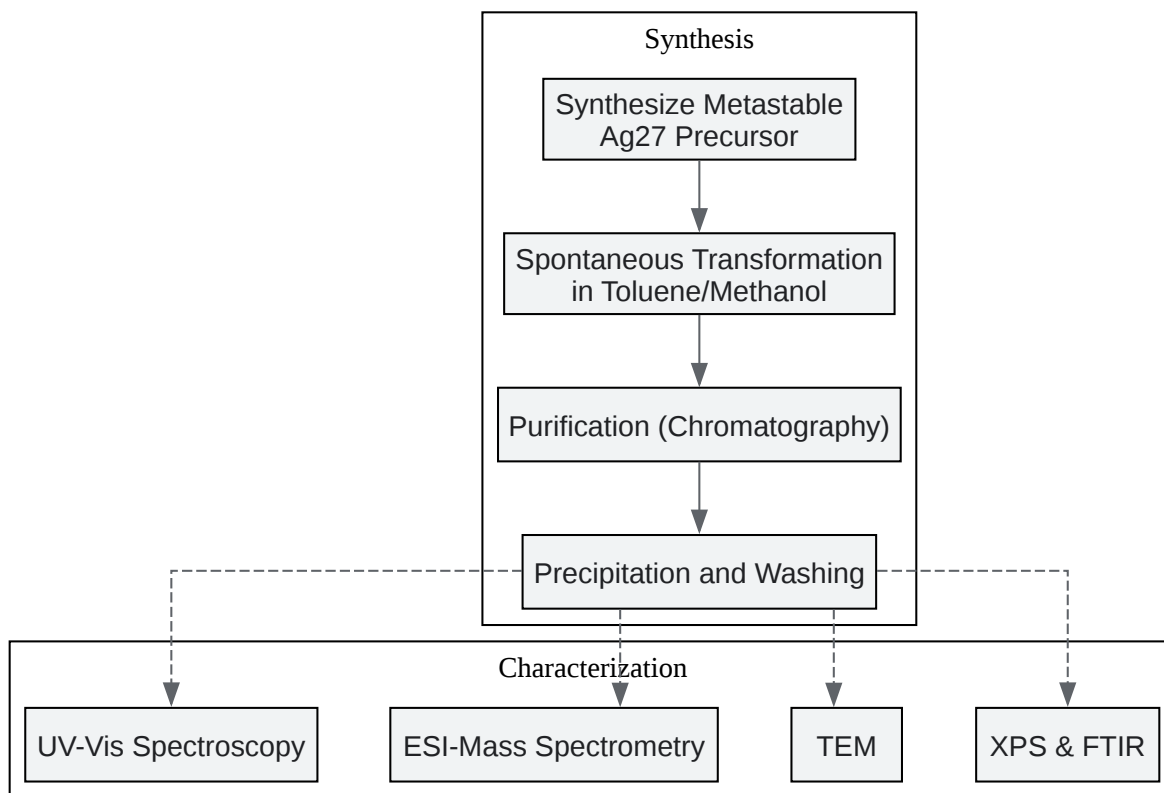 Synthesis
Synthesize Metastable
Ag27 Precursor
Spontaneous Transformation
in Toluene/Methanol
Purification (Chromatography)
Precipitation and Washing
Characterization
UV-Vis Spectroscopy
ESI-Mass Spectrometry
TEM
XPS & FTIR